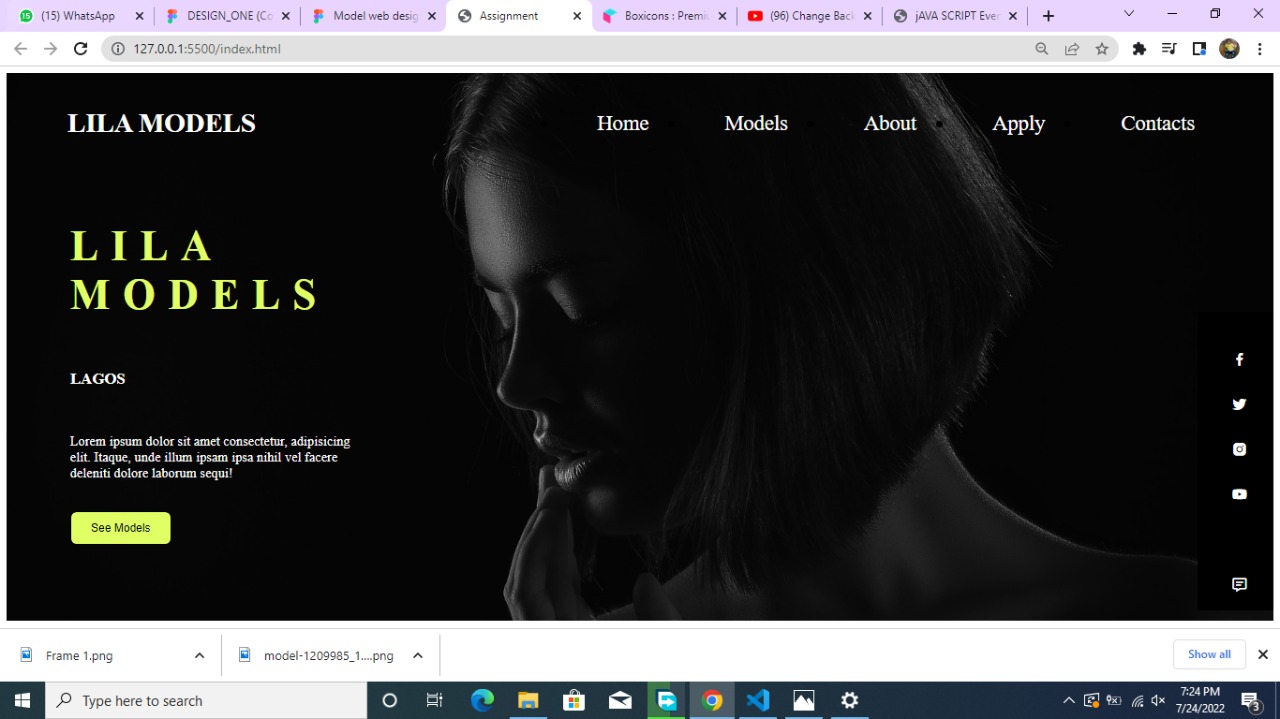 (15) WhatsApp
DESIGN_ONE (Co
Model web desig
Assignment
Boxicons : Premiu
(96) Change Back
jAVA SCRIPT Ever
127.0.0.1:5500/index.html
LILA MODELS
Home
Models
About
Apply
Contacts
LILA
MODELS
LAGOS
Lorem ipsum dolor sit amet consectetur, adipisicing
elit. Itaque, unde illum ipsam ipsa nihil vel facere
deleniti dolore laborum sequi!
See Models
Frame 1.png
model-1209985_1....png
Show all
Type here to search
7:24 PM
7/24/2022
3